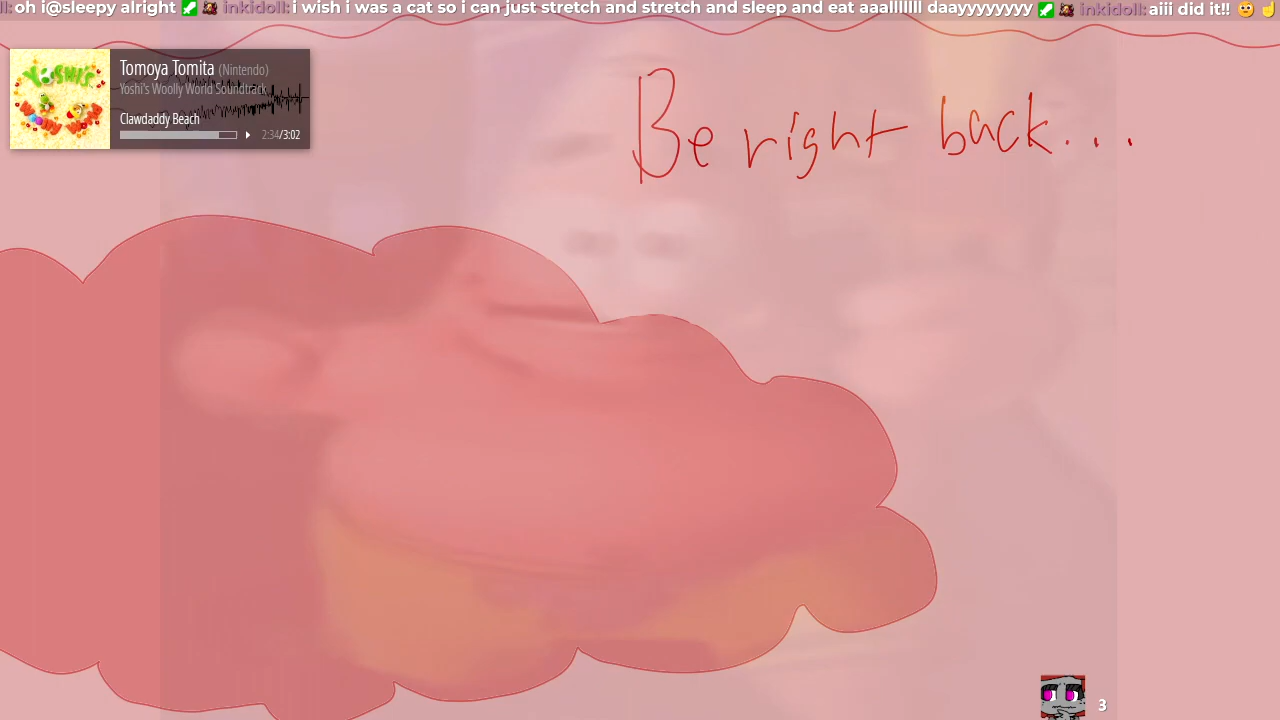 ll: oh i@sleepy alright inkidoll: i wish i was a cat so i can just stretch and stretch and sleep and eat aaalllllll daayyyyyyyy inkidoll: aiii did it!!
Tomoya Tomita (Nintendo)
Yoshi's Woolly World Soundtrack
Clawdaddy Beach
2:34/3:02
Be right back...
3